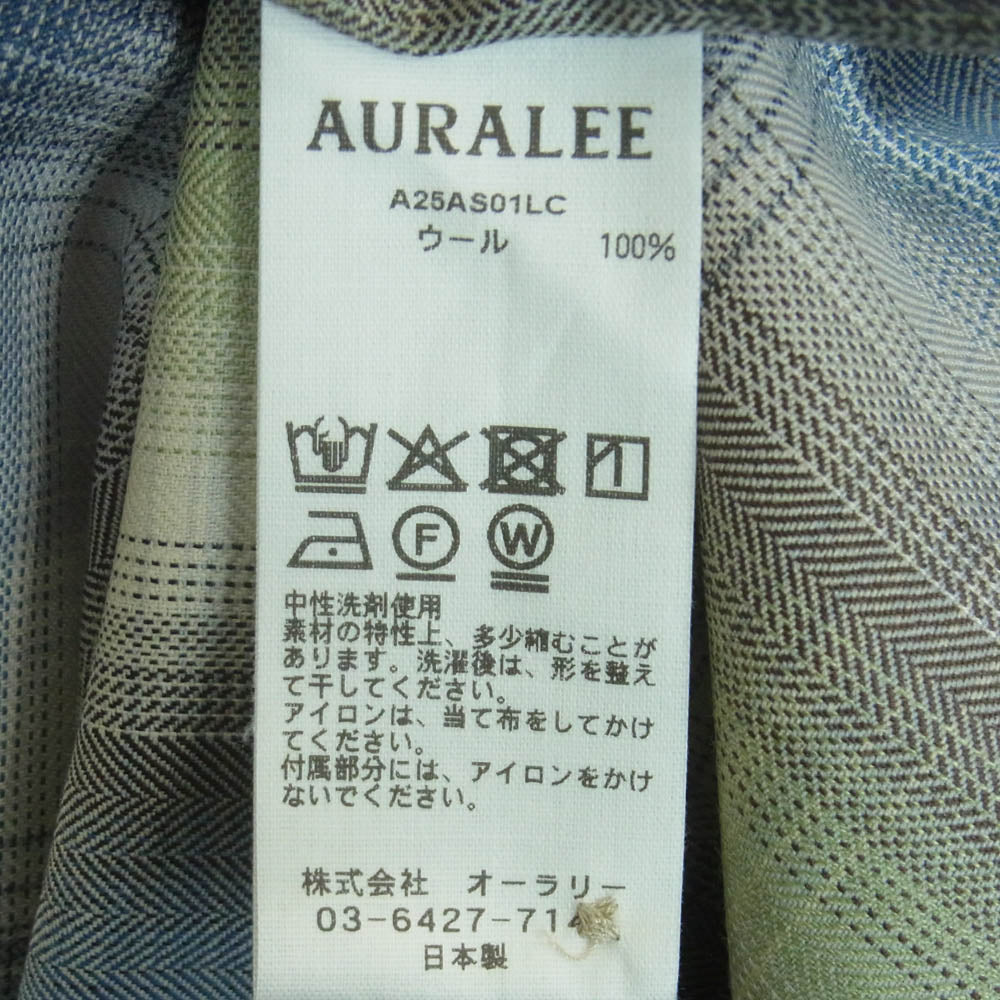 AURALEE
A25AS01LC
ウール 100%
F W
中性洗剤使用
素材の特性上、多少縮むことが
あります。洗濯後は、形を整え
て干してください。
アイロンは、当て布をしてかけ
てください。
付属部分には、アイロンをかけ
ないでください。
株式会社 オーラリー
03-6427-71
日本製